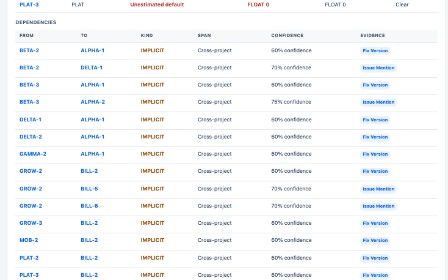 PLAT-3 PLAT Unestimated default FLOAT 0 FLOAT 0 Clear
DEPENDENCIES
FROM TO KIND SPAN CONFIDENCE EVIDENCE
BETA-2 ALPHA-1 IMPLICIT Cross-project 60% confidence Fix Version
BETA-2 DELTA-1 IMPLICIT Cross-project 70% confidence Issue Mention
BETA-3 ALPHA-1 IMPLICIT Cross-project 60% confidence Fix Version
BETA-3 ALPHA-2 IMPLICIT Cross-project 75% confidence Issue Mention
DELTA-1 ALPHA-1 IMPLICIT Cross-project 60% confidence Fix Version
DELTA-2 ALPHA-1 IMPLICIT Cross-project 60% confidence Fix Version
GAMMA-2 ALPHA-1 IMPLICIT Cross-project 60% confidence Fix Version
GROW-2 BILL-2 IMPLICIT Cross-project 60% confidence Fix Version
GROW-2 BILL-5 IMPLICIT Cross-project 70% confidence Issue Mention
GROW-2 BILL-6 IMPLICIT Cross-project 70% confidence Issue Mention
GROW-3 BILL-2 IMPLICIT Cross-project 60% confidence Fix Version
MOB-2 BILL-2 IMPLICIT Cross-project 60% confidence Fix Version
PLAT-2 BILL-2 IMPLICIT Cross-project 60% confidence Fix Version
PLAT-3 BILL-2 IMPLICIT Cross-project 60% confidence Fix Version